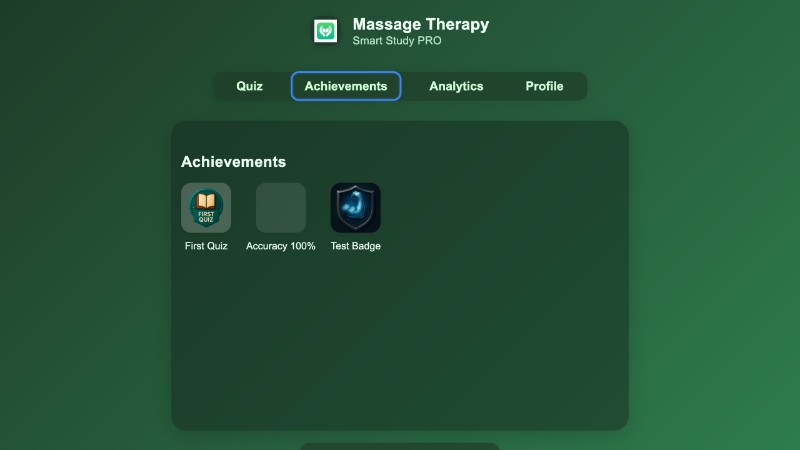 Massage Therapy
Smart Study PRO
Quiz
Achievements
Analytics
Profile
Achievements
FIRST
QUIZ
First Quiz
Accuracy 100%
Test Badge